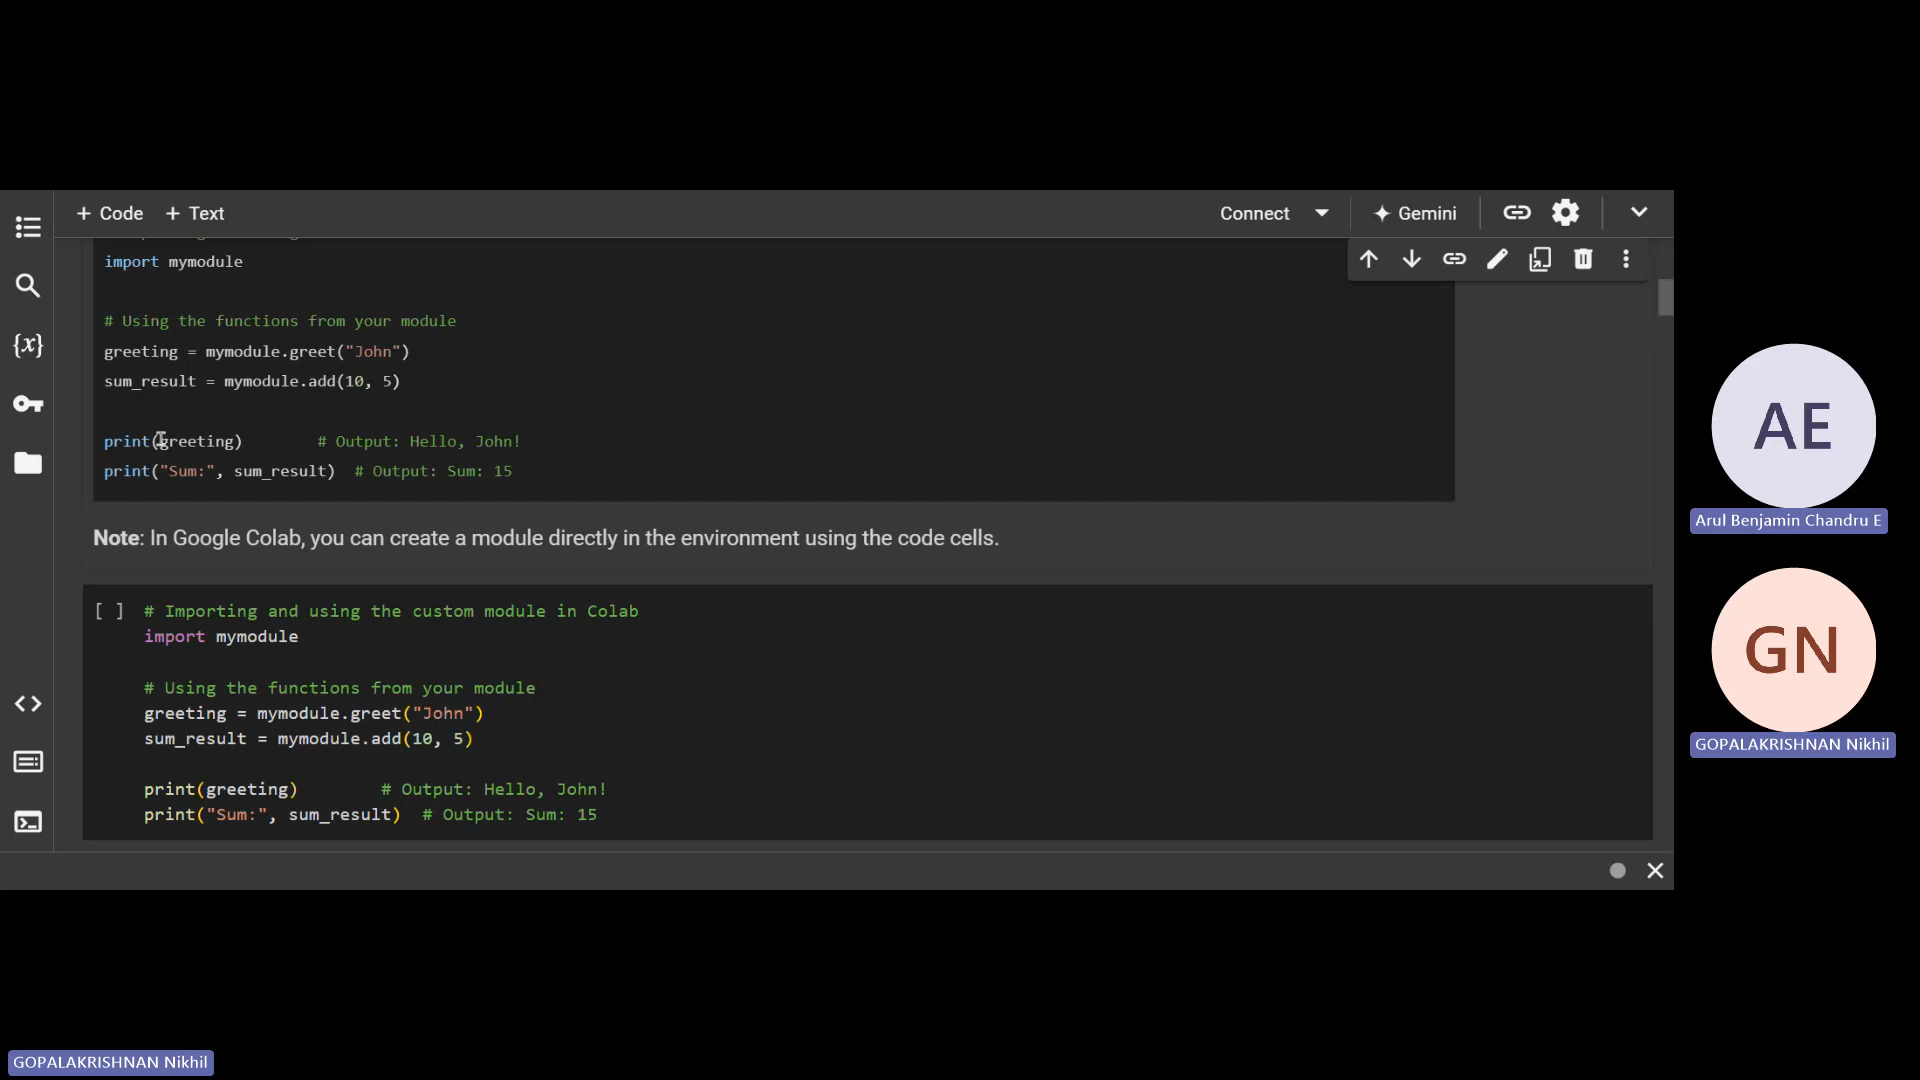 + Code + Text
Connect
Gemini
import mymodule
# Using the functions from your module
greeting = mymodule.greet("John")
sum_result = mymodule.add(10, 5)
print(greeting) # Output: Hello, John!
print("Sum:", sum_result) # Output: Sum: 15
Note: In Google Colab, you can create a module directly in the environment using the code cells.
[ ] # Importing and using the custom module in Colab
import mymodule
# Using the functions from your module
greeting = mymodule.greet("John")
sum_result = mymodule.add(10, 5)
print(greeting) # Output: Hello, John!
print("Sum:", sum_result) # Output: Sum: 15
AE
Arul Benjamin Chandru E
GN
GOPALAKRISHNAN Nikhil
GOPALAKRISHNAN Nikhil